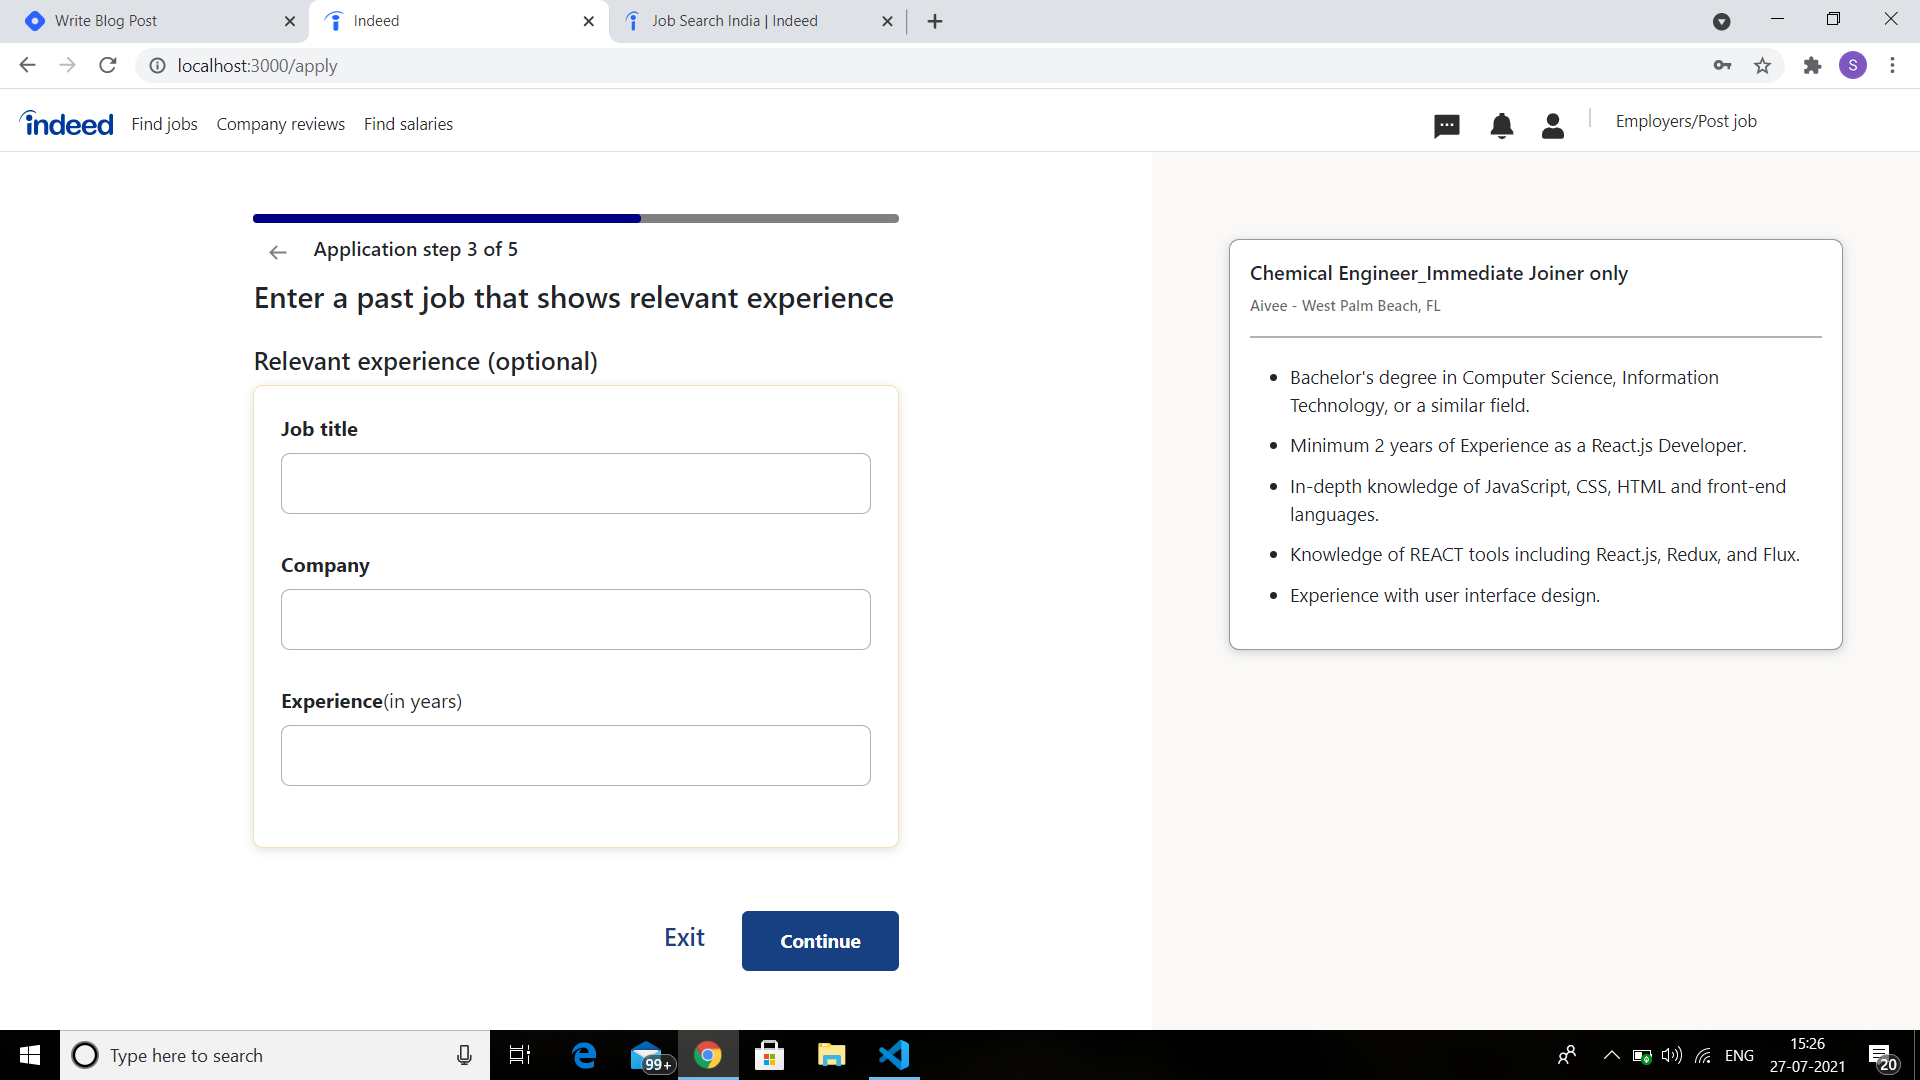 Write Blog Post
Indeed
Job Search India | Indeed
localhost:3000/apply
S
indeed
Find jobs
Company reviews
Find salaries
Employers/Post job
Application step 3 of 5
Enter a past job that shows relevant experience
Relevant experience (optional)
Job title
Company
Experience(in years)
Exit
Continue
Chemical Engineer_Immediate Joiner only
Aivee - West Palm Beach, FL
Bachelor's degree in Computer Science, Information
Technology, or a similar field.
Minimum 2 years of Experience as a React.js Developer.
In-depth knowledge of JavaScript, CSS, HTML and front-end
languages.
Knowledge of REACT tools including React.js, Redux, and Flux.
Experience with user interface design.
Type here to search
99+
ENG
15:26
27-07-2021
20